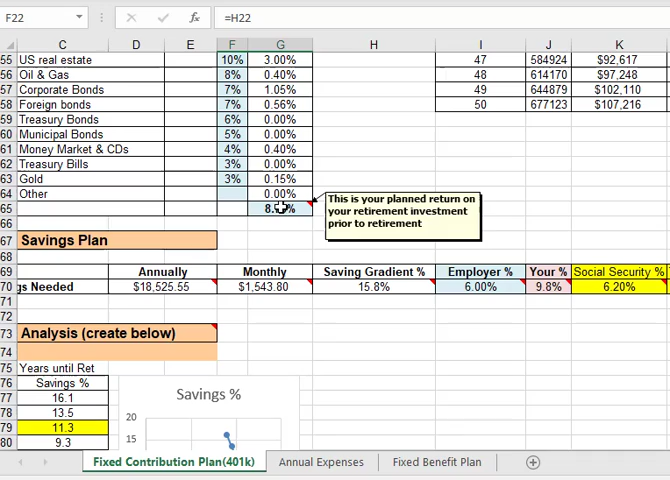 F22 fx =H22
C D E F G H I J K
55 US real estate 10% 3.00% 47 584924 $92,617
56 Oil & Gas 8% 0.40% 48 614170 $97,248
57 Corporate Bonds 7% 1.05% 49 644879 $102,110
58 Foreign bonds 7% 0.56% 50 677123 $107,216
59 Treasury Bonds 6% 0.00%
60 Municipal Bonds 5% 0.00%
61 Money Market & CDs 4% 0.40%
62 Treasury Bills 3% 0.00%
63 Gold 3% 0.15%
64 Other 0.00%
65
This is your planned return on
your retirement investment
prior to retirement
66
67 Savings Plan
68
69 Annually Monthly Saving Gradient % Employer % Your % Social Security %
70 gs Needed $18,525.55 $1,543.80 15.8% 6.00% 9.8% 6.20%
71
72
73 Analysis (create below)
74
75 Years until Ret
76 Savings %
77 16.1
78 13.5
79 11.3
80 9.3
Savings %
20
15
Fixed Contribution Plan(401k) Annual Expenses Fixed Benefit Plan